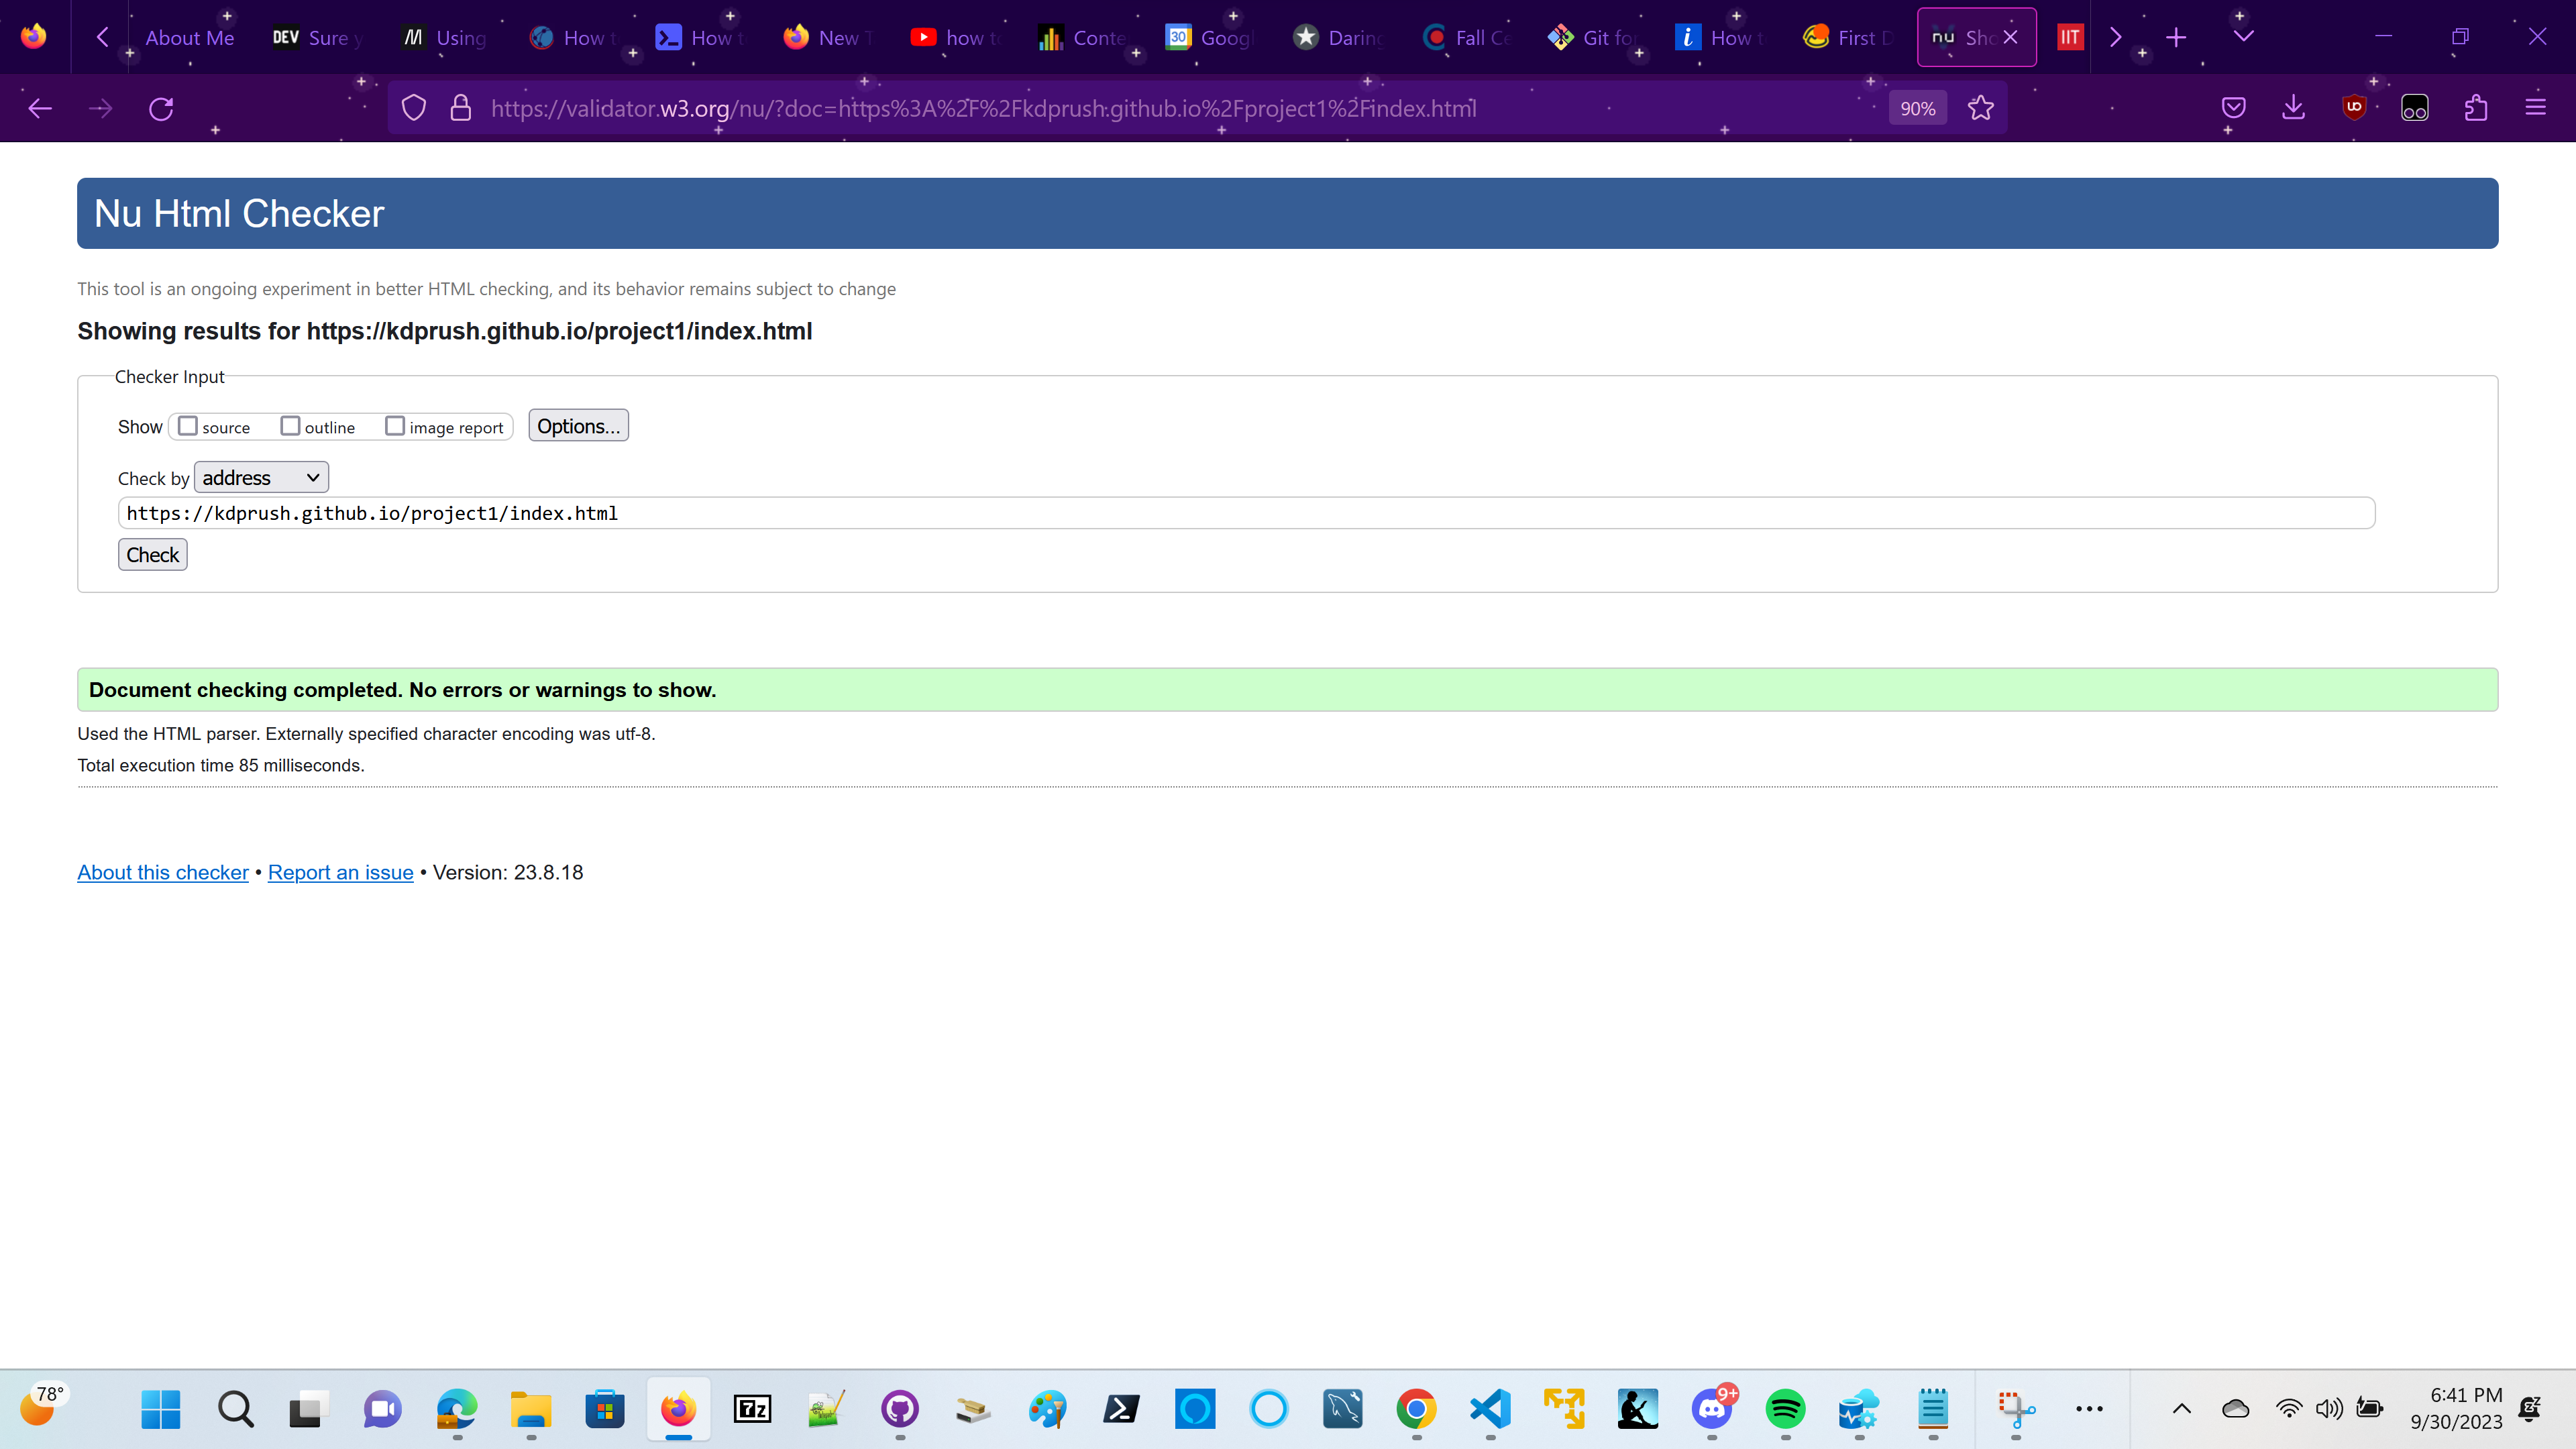 About Me
DEV Sure y
M Using
How t
How t
New T
how to
Conte
30 Googl
Daring
Fall Ce
Git for
i How t
First D
nu Sho
IIT
https://validator.w3.org/nu/?doc=https%3A%2F%2Fkdprush.github.io%2Fproject1%2Findex.html
90%
Nu Html Checker
This tool is an ongoing experiment in better HTML checking, and its behavior remains subject to change
Showing results for https://kdprush.github.io/project1/index.html
Checker Input
Show source outline image report Options...
Check by address
https://kdprush.github.io/project1/index.html
Check
Document checking completed. No errors or warnings to show.
Used the HTML parser. Externally specified character encoding was utf-8.
Total execution time 85 milliseconds.
About this checker • Report an issue • Version: 23.8.18
78°
7z
9+
6:41 PM
9/30/2023